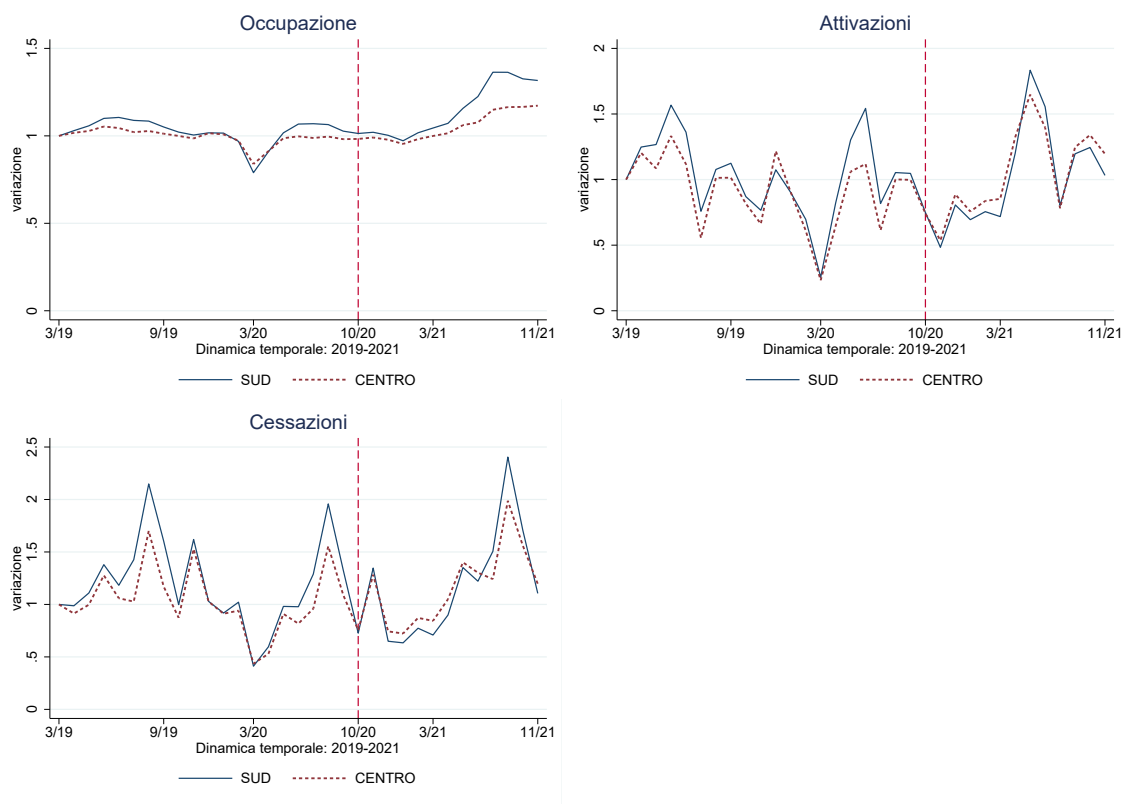 Occupazione
variazione
1.5
1
.5
0
3/19 9/19 3/20 10/20 3/21 11/21
Dinamica temporale: 2019-2021
SUD CENTRO
Attivazioni
variazione
2
1.5
1
.5
0
3/19 9/19 3/20 10/20 3/21 11/21
Dinamica temporale: 2019-2021
SUD CENTRO
Cessazioni
variazione
2.5
2
1.5
1
.5
0
3/19 9/19 3/20 10/20 3/21 11/21
Dinamica temporale: 2019-2021
SUD CENTRO